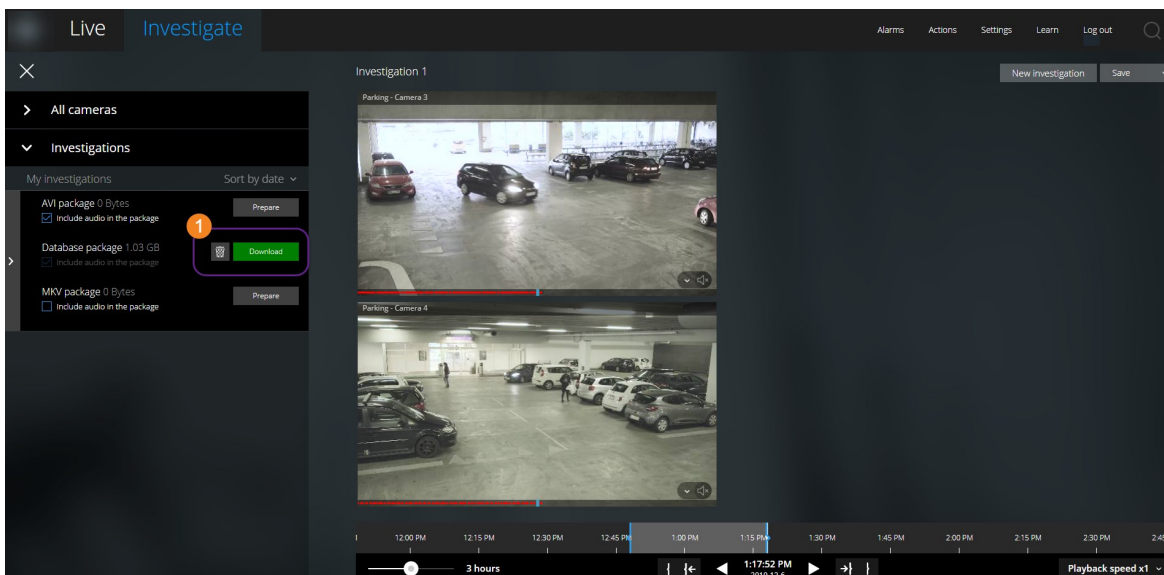 Live Investigate Alarms Actions Settings Learn Log out
Investigation 1 New investigation Save
All cameras
Investigations
My investigations Sort by date
AVI package 0 Bytes Prepare
Include audio in the package
1
Database package 1.03 GB Download
Include audio in the package
MKV package 0 Bytes Prepare
Include audio in the package
Parking - Camera 3
Parking - Camera 4
12:00 PM 12:15 PM 12:30 PM 12:45 PM 1:00 PM 1:15 PM 1:30 PM 1:45 PM 2:00 PM 2:15 PM 2:30 PM 2:45
3 hours 1:17:52 PM Playback speed x1
2019-12-6